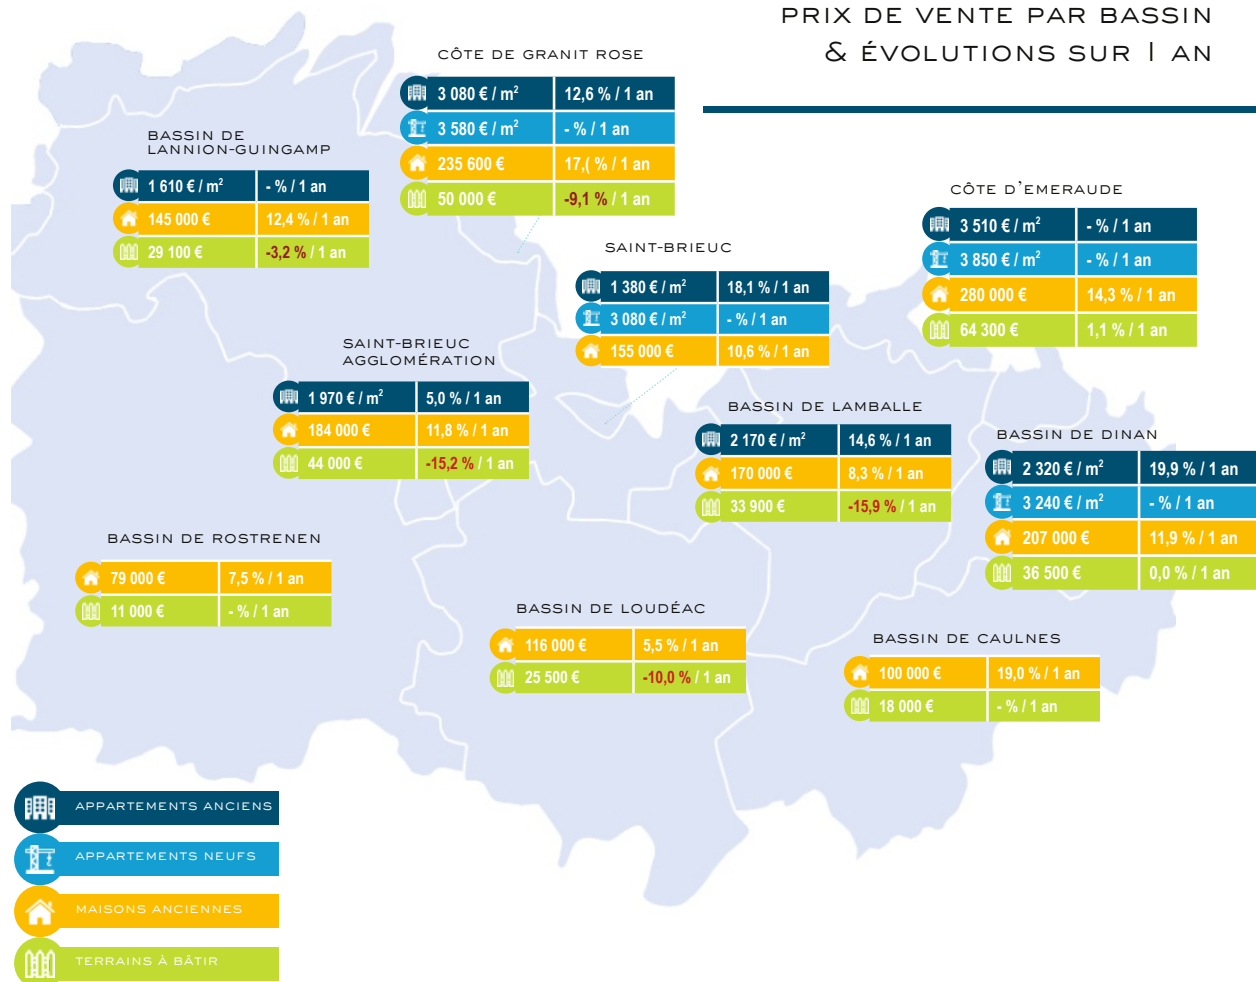 PRIX DE VENTE PAR BASSIN
& ÉVOLUTIONS SUR 1 AN
CÔTE DE GRANIT ROSE
3 080 € / m² 12,6 % / 1 an
3 580 € / m² - % / 1 an
235 600 € 17,( % / 1 an
50 000 € -9,1 % / 1 an
BASSIN DE
LANNION-GUINGAMP
1 610 € / m² - % / 1 an
145 000 € 12,4 % / 1 an
29 100 € -3,2 % / 1 an
CÔTE D'EMERAUDE
3 510 € / m² - % / 1 an
3 850 € / m² - % / 1 an
280 000 € 14,3 % / 1 an
64 300 € 1,1 % / 1 an
SAINT-BRIEUC
1 380 € / m² 18,1 % / 1 an
3 080 € / m² - % / 1 an
155 000 € 10,6 % / 1 an
SAINT-BRIEUC
AGGLOMÉRATION
1 970 € / m² 5,0 % / 1 an
184 000 € 11,8 % / 1 an
44 000 € -15,2 % / 1 an
BASSIN DE LAMBALLE
2 170 € / m² 14,6 % / 1 an
170 000 € 8,3 % / 1 an
33 900 € -15,9 % / 1 an
BASSIN DE DINAN
2 320 € / m² 19,9 % / 1 an
3 240 € / m² - % / 1 an
207 000 € 11,9 % / 1 an
36 500 € 0,0 % / 1 an
BASSIN DE ROSTRENEN
79 000 € 7,5 % / 1 an
11 000 € - % / 1 an
BASSIN DE LOUDÉAC
116 000 € 5,5 % / 1 an
25 500 € -10,0 % / 1 an
BASSIN DE CAULNES
100 000 € 19,0 % / 1 an
18 000 € - % / 1 an
APPARTEMENTS ANCIENS
APPARTEMENTS NEUFS
MAISONS ANCIENNES
TERRAINS À BÂTIR